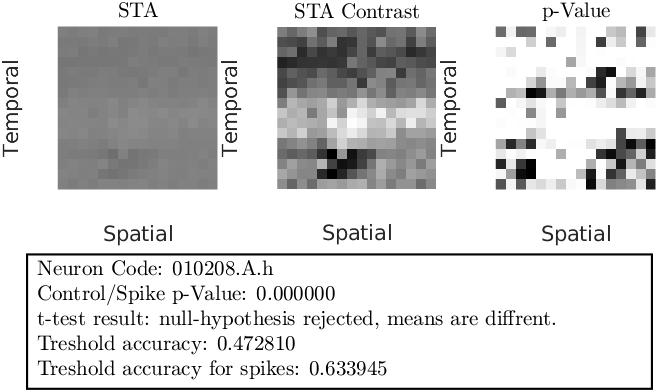 STA STA Contrast p-Value
Temporal Temporal Temporal
Spatial Spatial Spatial
Neuron Code: 010208.A.h
Control/Spike p-Value: 0.000000
t-test result: null-hypothesis rejected, means are diffrent.
Treshold accuracy: 0.472810
Treshold accuracy for spikes: 0.633945